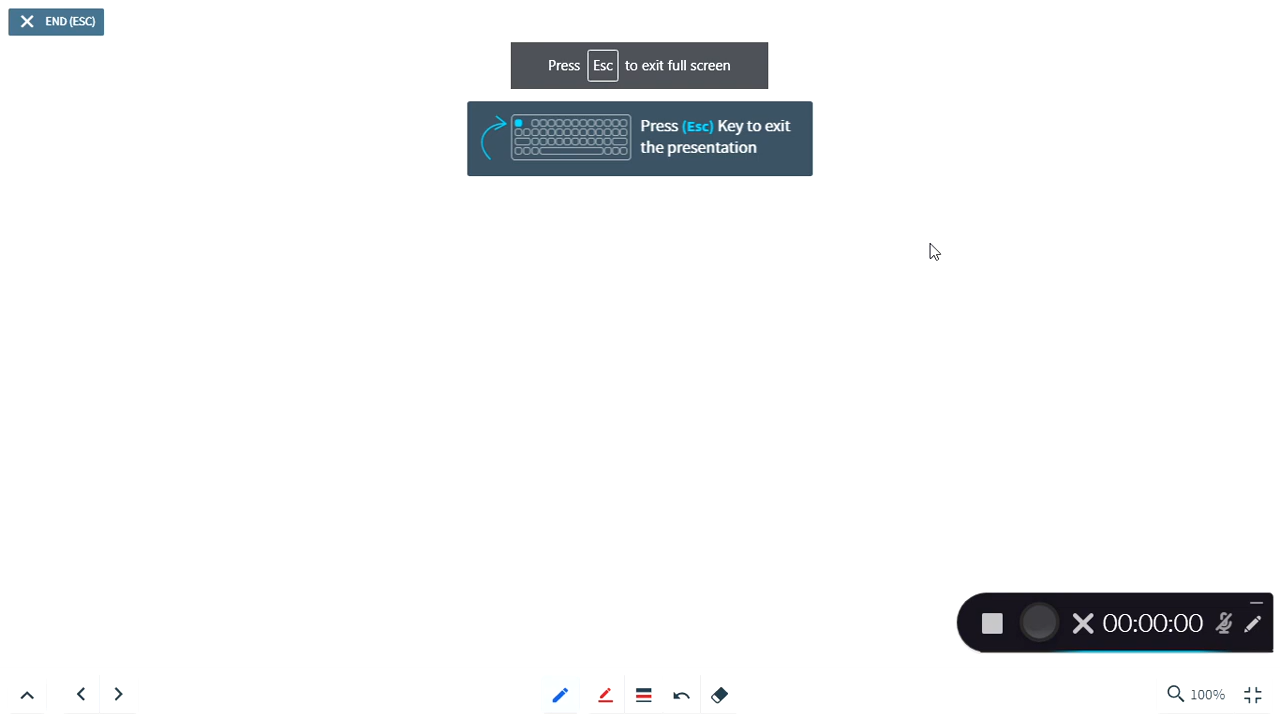 END (ESC)
Press Esc to exit full screen
Press (Esc) Key to exit
the presentation
00:00:00
100%